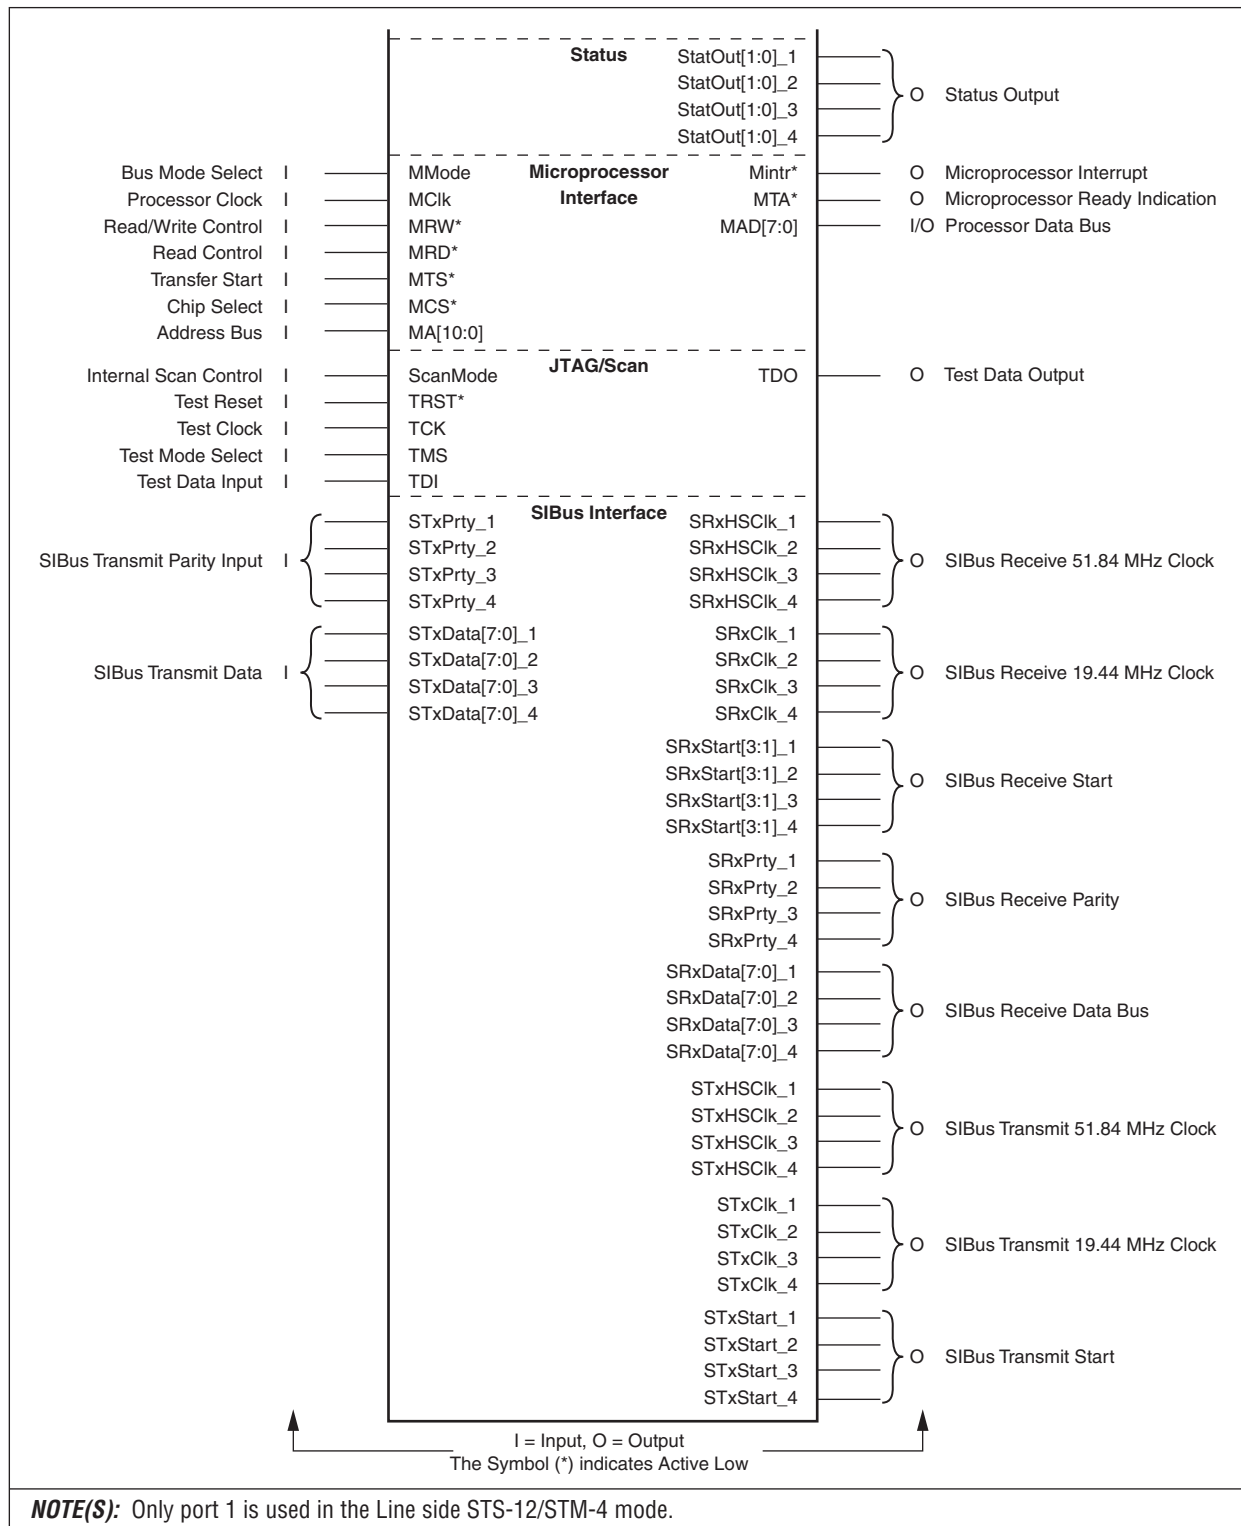 Status StatOut[1:0]_1
StatOut[1:0]_2
StatOut[1:0]_3
StatOut[1:0]_4
O Status Output
Bus Mode Select I MMode Microprocessor Mintr* O Microprocessor Interrupt
Processor Clock I MClk Interface MTA* O Microprocessor Ready Indication
Read/Write Control I MRW* MAD[7:0] I/O Processor Data Bus
Read Control I MRD*
Transfer Start I MTS*
Chip Select I MCS*
Address Bus I MA[10:0]
JTAG/Scan
Internal Scan Control I ScanMode TDO O Test Data Output
Test Reset I TRST*
Test Clock I TCK
Test Mode Select I TMS
Test Data Input I TDI
SIBus Interface
STxPrty_1 SRxHSClk_1
STxPrty_2 SRxHSClk_2
SIBus Transmit Parity Input I O SIBus Receive 51.84 MHz Clock
STxPrty_3 SRxHSClk_3
STxPrty_4 SRxHSClk_4
STxData[7:0]_1 SRxClk_1
STxData[7:0]_2 SRxClk_2
SIBus Transmit Data I O SIBus Receive 19.44 MHz Clock
STxData[7:0]_3 SRxClk_3
STxData[7:0]_4 SRxClk_4
SRxStart[3:1]_1
SRxStart[3:1]_2
O SIBus Receive Start
SRxStart[3:1]_3
SRxStart[3:1]_4
SRxPrty_1
SRxPrty_2
O SIBus Receive Parity
SRxPrty_3
SRxPrty_4
SRxData[7:0]_1
SRxData[7:0]_2
O SIBus Receive Data Bus
SRxData[7:0]_3
SRxData[7:0]_4
STxHSClk_1
STxHSClk_2
O SIBus Transmit 51.84 MHz Clock
STxHSClk_3
STxHSClk_4
STxClk_1
STxClk_2
O SIBus Transmit 19.44 MHz Clock
STxClk_3
STxClk_4
STxStart_1
STxStart_2
O SIBus Transmit Start
STxStart_3
STxStart_4
I = Input, O = Output
The Symbol (*) indicates Active Low
NOTE(S): Only port 1 is used in the Line side STS-12/STM-4 mode.